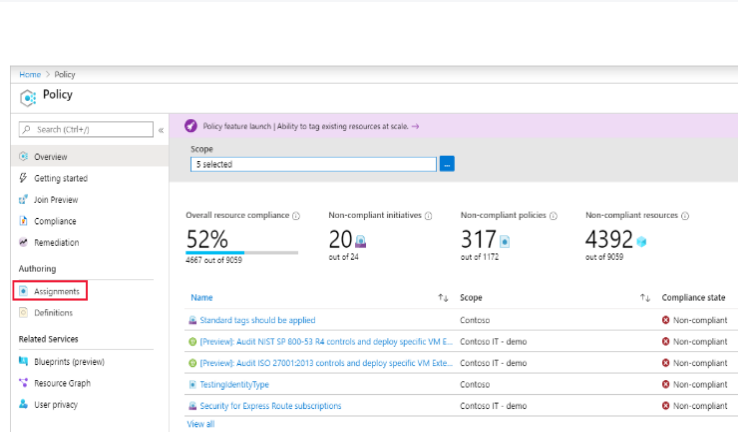 Home > Policy
Policy
Search (Ctrl+/)
«
Overview
Getting started
Join Preview
Compliance
Remediation
Authoring
Assignments
Definitions
Related Services
Blueprints (preview)
Resource Graph
User privacy
Policy feature launch | Ability to tag existing resources at scale. →
Scope
5 selected
...
Overall resource compliance
52%
4667 out of 9059
Non-compliant initiatives
20
out of 24
Non-compliant policies
317
out of 1172
Non-compliant resources
4392
out of 9059
Name ↑↓ Scope ↑↓ Compliance state
Standard tags should be applied Contoso Non-compliant
[Preview]: Audit NIST SP 800-53 R4 controls and deploy specific VM E... Contoso IT - demo Non-compliant
[Preview]: Audit ISO 27001:2013 controls and deploy specific VM Exte... Contoso IT - demo Non-compliant
TestingIdentityType Contoso Non-compliant
Security for Express Route subscriptions Contoso IT - demo Non-compliant
View all